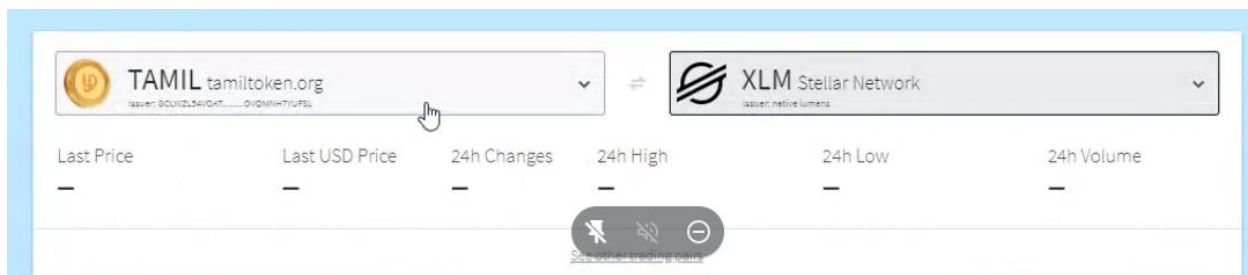 TAMIL tamiltoken.org
XLM Stellar Network
issuer: native lumens
Last Price
Last USD Price
24h Changes
24h High
24h Low
24h Volume
—
—
—
—
—
—
See other trading pairs